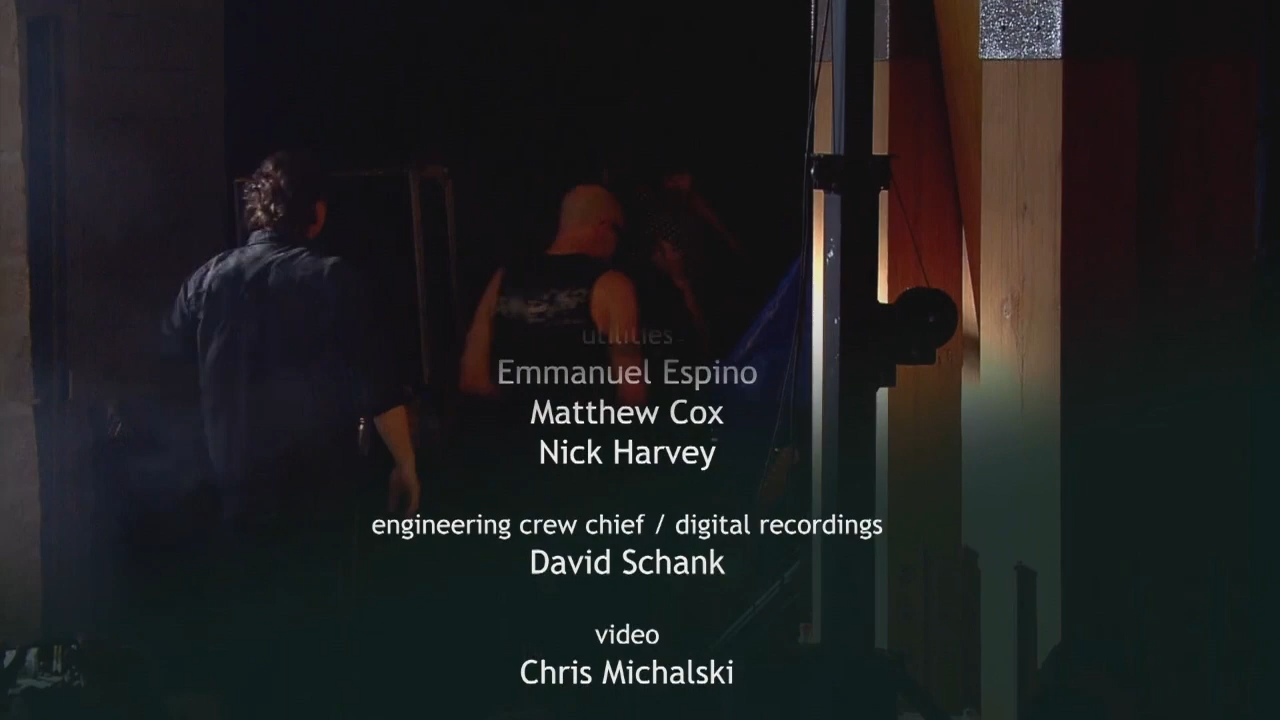 utilities
Emmanuel Espino
Matthew Cox
Nick Harvey
engineering crew chief / digital recordings
David Schank
video
Chris Michalski